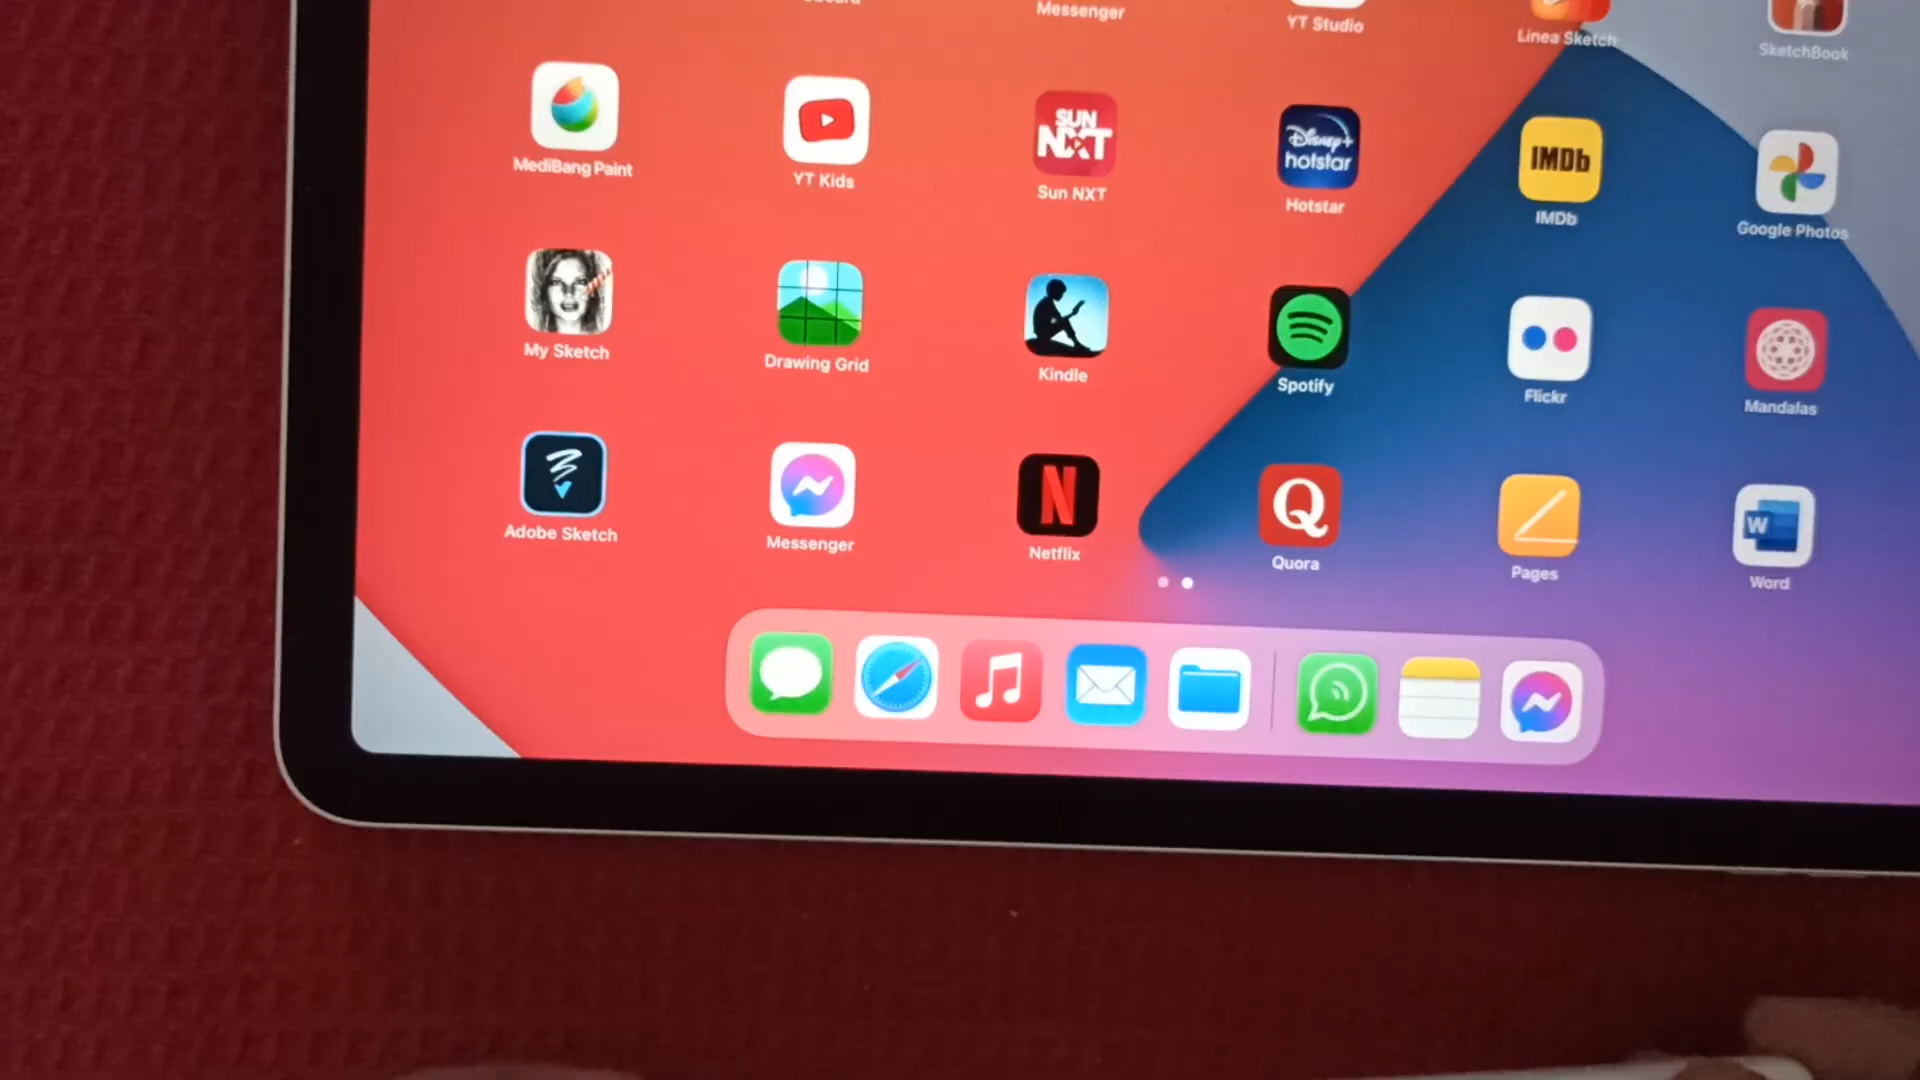 Messenger
YT Studio
Linea Sketch
SketchBook
MediBang Paint
YT Kids
SUN
NXT
Sun NXT
Disney+
hotstar
Hotstar
IMDb
IMDb
Google Photos
My Sketch
Drawing Grid
Kindle
Spotify
Flickr
Mandalas
Adobe Sketch
Messenger
N
Netflix
Q
Quora
Pages
W
Word